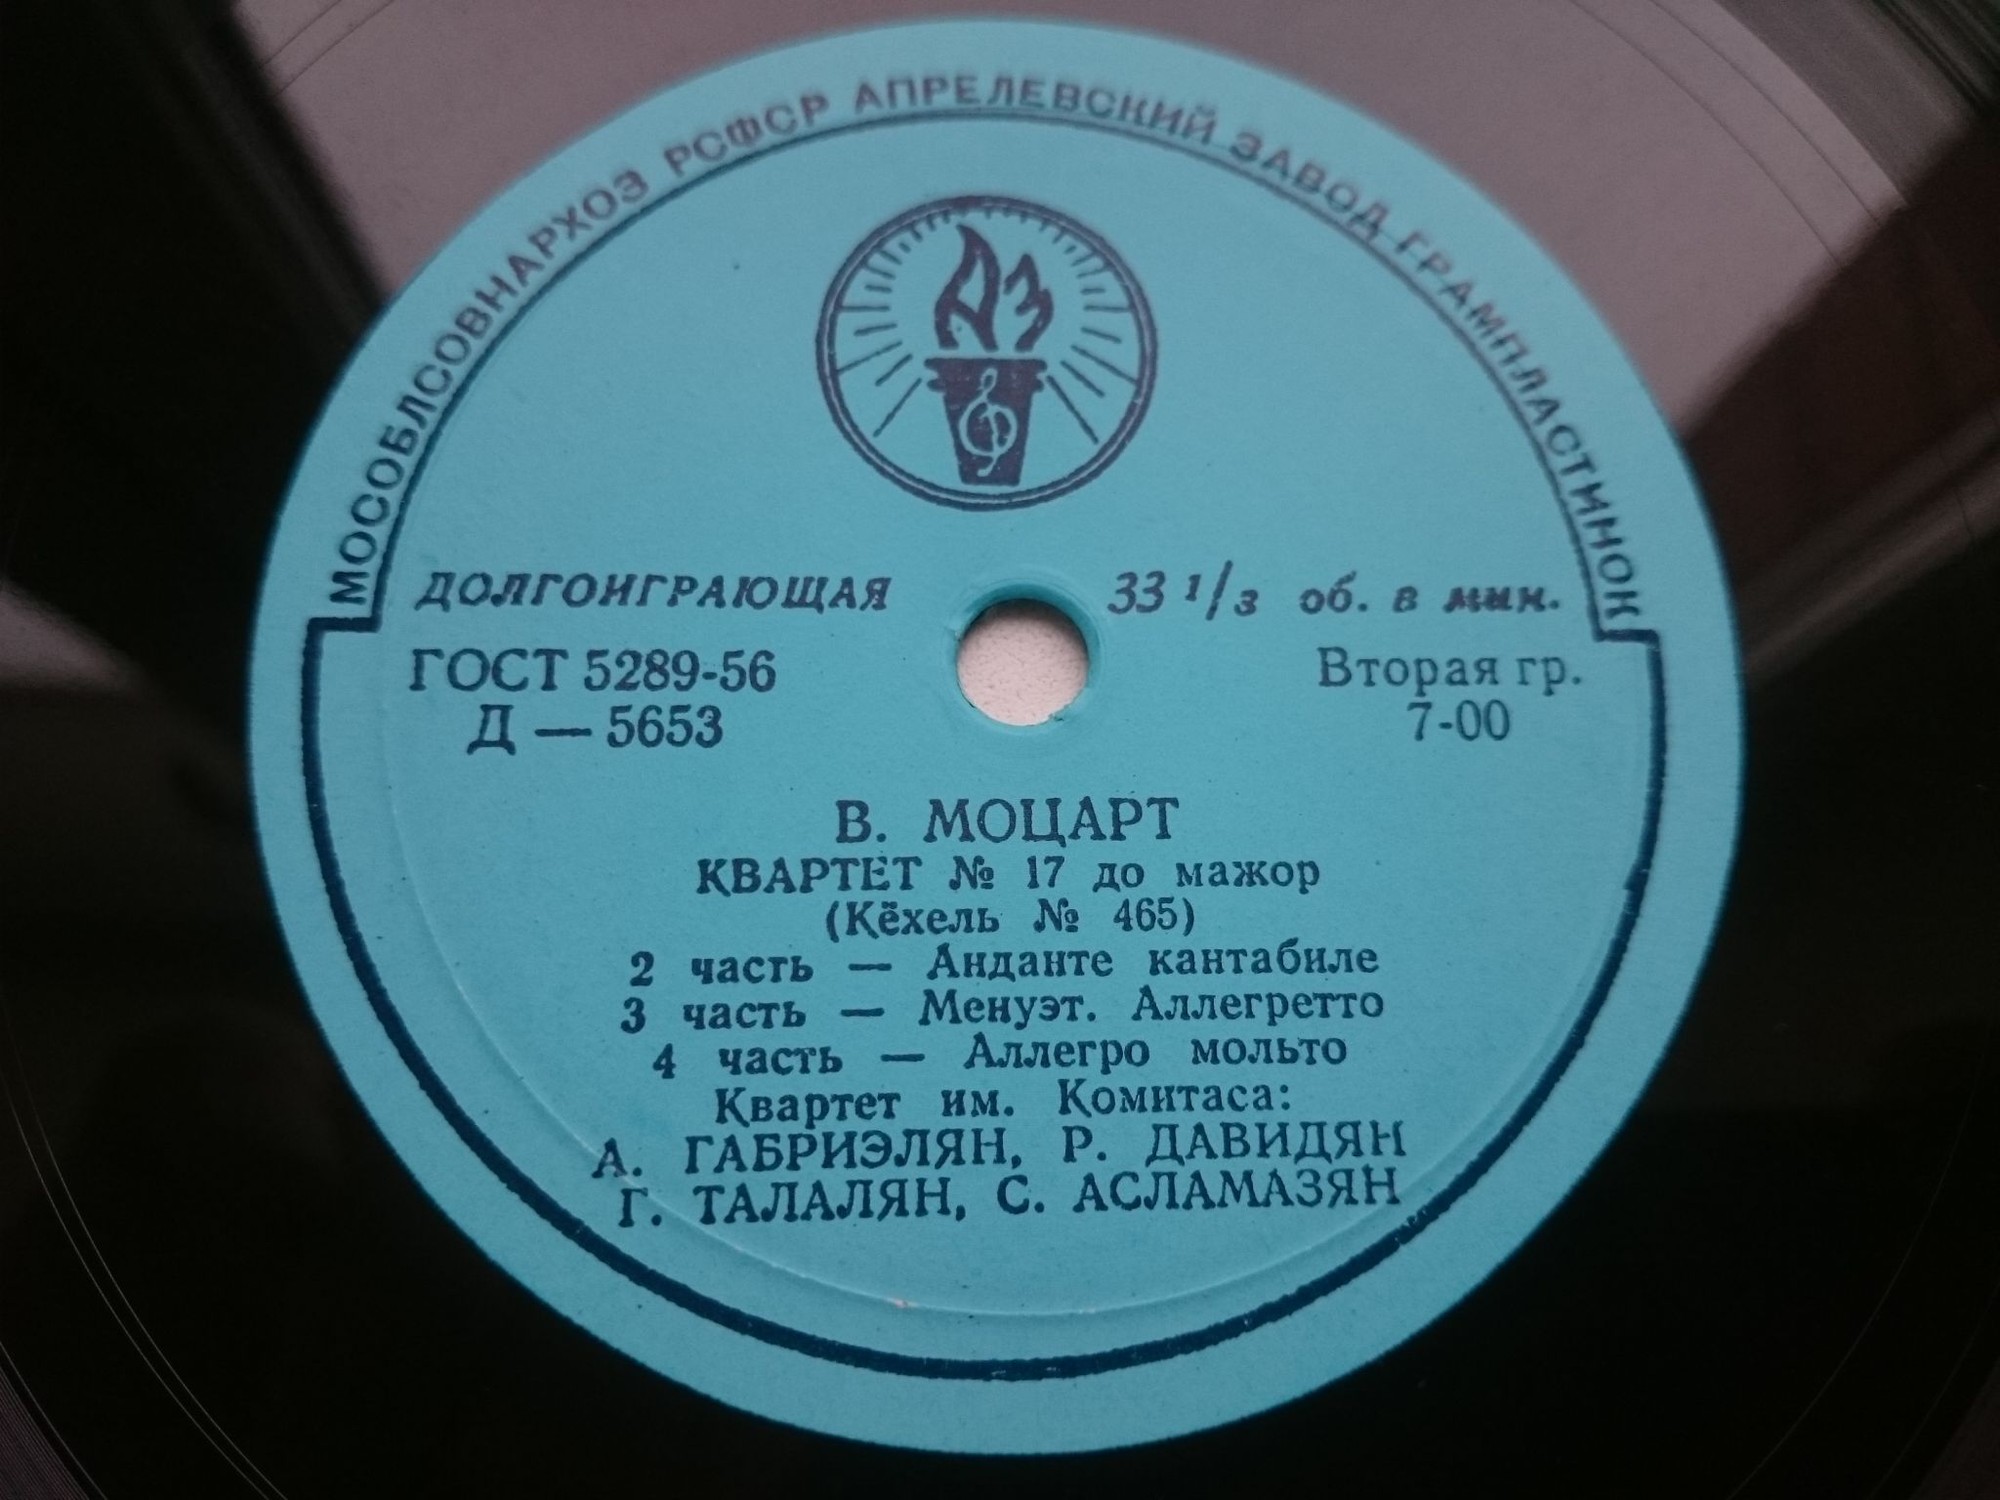 МОСОБЛСОВНАРХОЗ РСФСР АПРЕЛЕВСКИЙ ЗАВОД ГРАМПЛАСТИНОК
АЗ
ДОЛГОИГРАЮЩАЯ 33 1/3 об. в мин.
ГОСТ 5289-56 Вторая гр.
Д — 5653 7-00
В. МОЦАРТ
КВАРТЕТ № 17 до мажор
(Кёхель № 465)
2 часть — Анданте кантабиле
3 часть — Менуэт. Аллегретто
4 часть — Аллегро мольто
Квартет им. Комитаса:
А. ГАБРИЭЛЯН, Р. ДАВИДЯН
Г. ТАЛАЛЯН, С. АСЛАМАЗЯН